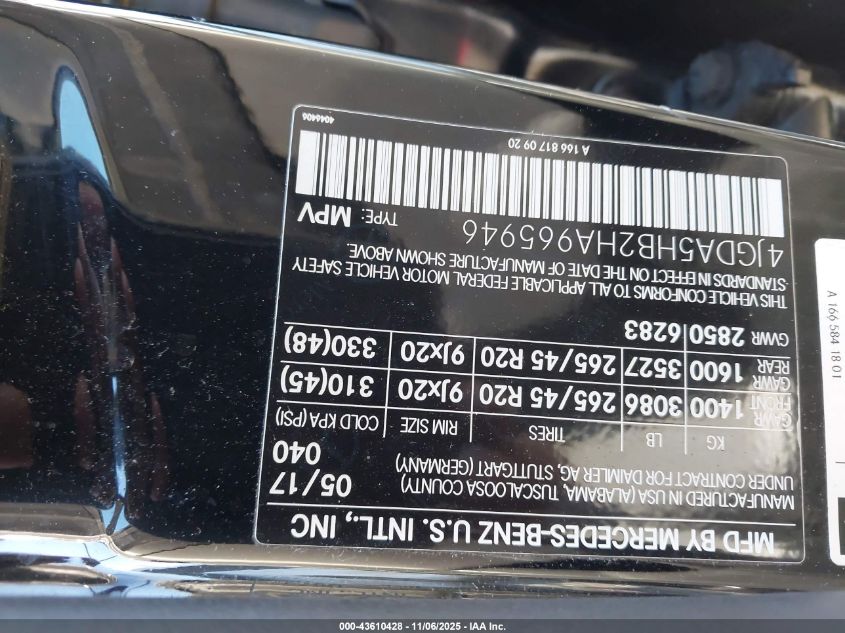 MFD BY MERCEDES-BENZ U.S. INTL., INC
MANUFACTURED IN USA (ALABAMA, TUSCALOOSA COUNTY)
UNDER CONTRACT FOR DAIMLER AG, STUTTGART (GERMANY)
05/17
040
KG LB TIRES RIM SIZE COLD KPA (PSI)
GAWR FRONT 1400 3086 265/45 R20 9Jx20 310(45)
GAWR REAR 1600 3527 265/45 R20 9Jx20 330(48)
GVWR 2850 6283
THIS VEHICLE CONFORMS TO ALL APPLICABLE FEDERAL MOTOR VEHICLE SAFETY
STANDARDS IN EFFECT ON THE DATE OF MANUFACTURE SHOWN ABOVE.
4JGDA5HB2HA965946 TYPE: MPV
A 166 817 09 20
4046406
A 166 584 18 01
000-43610428 - 11/06/2025 - IAA Inc.